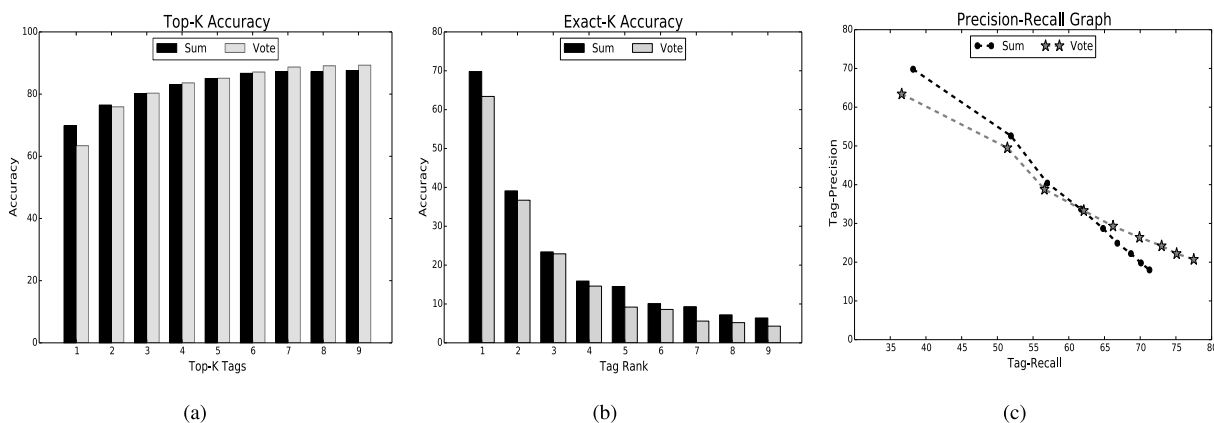 Top-K Accuracy
Sum Vote
100
80
60
40
20
0
Accuracy
1 2 3 4 5 6 7 8 9
Top-K Tags
(a)
Exact-K Accuracy
Sum Vote
80
70
60
50
40
30
20
10
0
Accuracy
1 2 3 4 5 6 7 8 9
Tag Rank
(b)
Precision-Recall Graph
Sum Vote
80
70
60
50
40
30
20
10
0
Tag-Precision
35 40 45 50 55 60 65 70 75 80
Tag-Recall
(c)